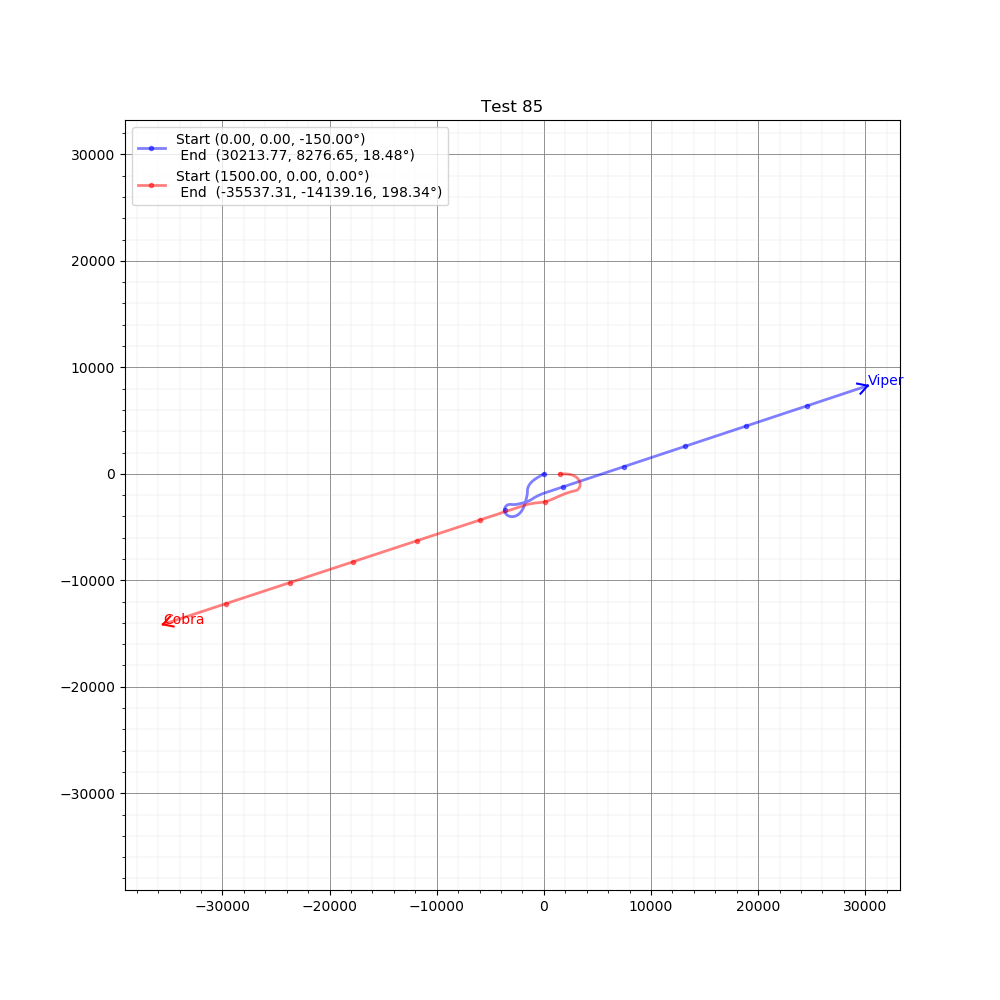 Test 85
Start (0.00, 0.00, -150.00°)
End  (30213.77, 8276.65, 18.48°)
Start (1500.00, 0.00, 0.00°)
End  (-35537.31, -14139.16, 198.34°)
30000
20000
10000
0
−10000
−20000
−30000
Viper
Cobra
−30000
−20000
−10000
0
10000
20000
30000